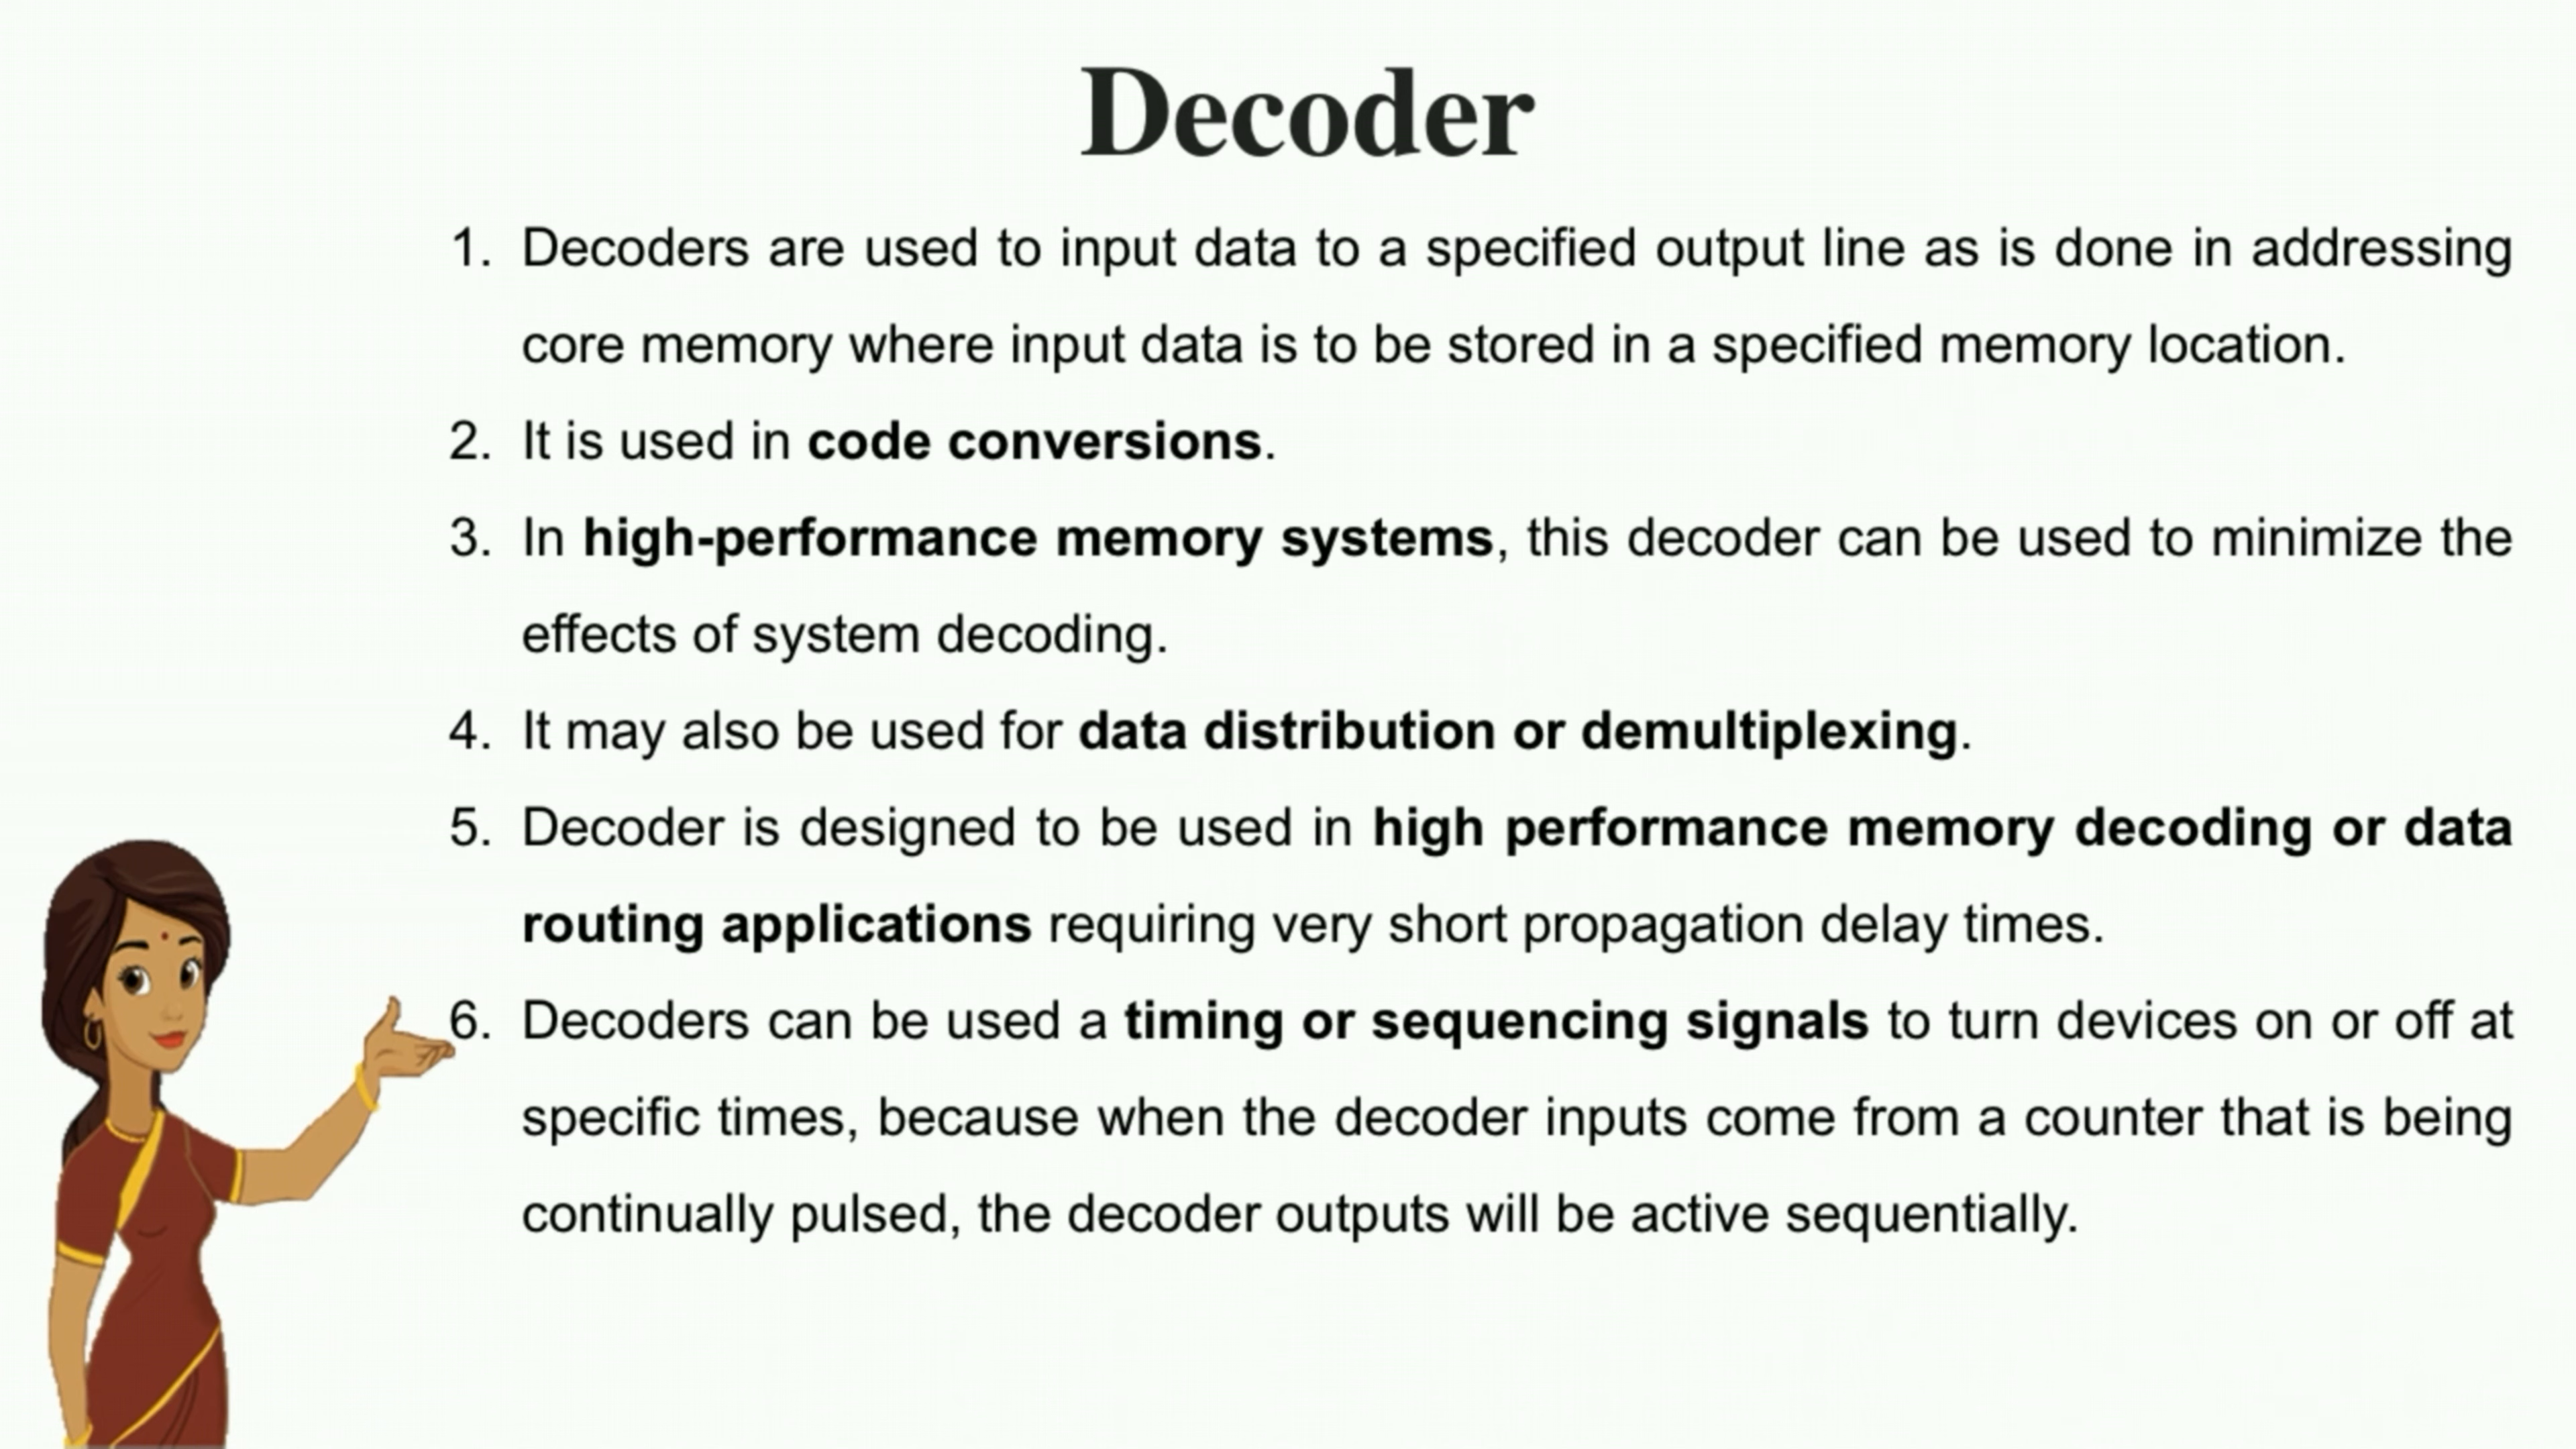 Decoder
1. Decoders are used to input data to a specified output line as is done in addressing
core memory where input data is to be stored in a specified memory location.
2. It is used in code conversions.
3. In high-performance memory systems, this decoder can be used to minimize the
effects of system decoding.
4. It may also be used for data distribution or demultiplexing.
5. Decoder is designed to be used in high performance memory decoding or data
routing applications requiring very short propagation delay times.
6. Decoders can be used a timing or sequencing signals to turn devices on or off at
specific times, because when the decoder inputs come from a counter that is being
continually pulsed, the decoder outputs will be active sequentially.